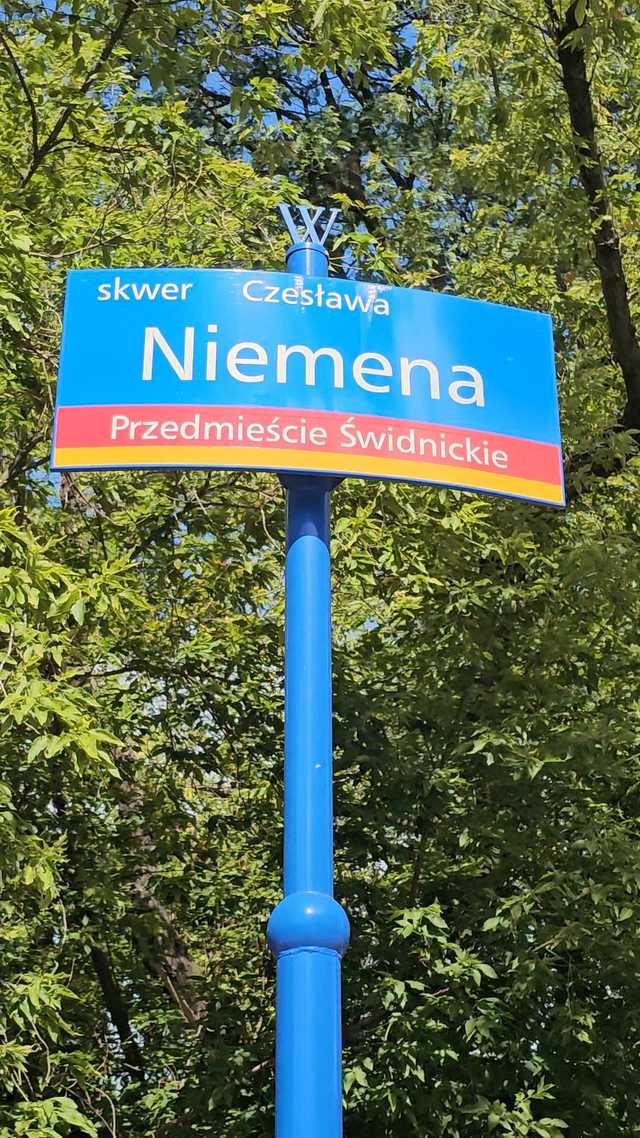 W
skwer Czesława
Niemena
Przedmieście Świdnickie